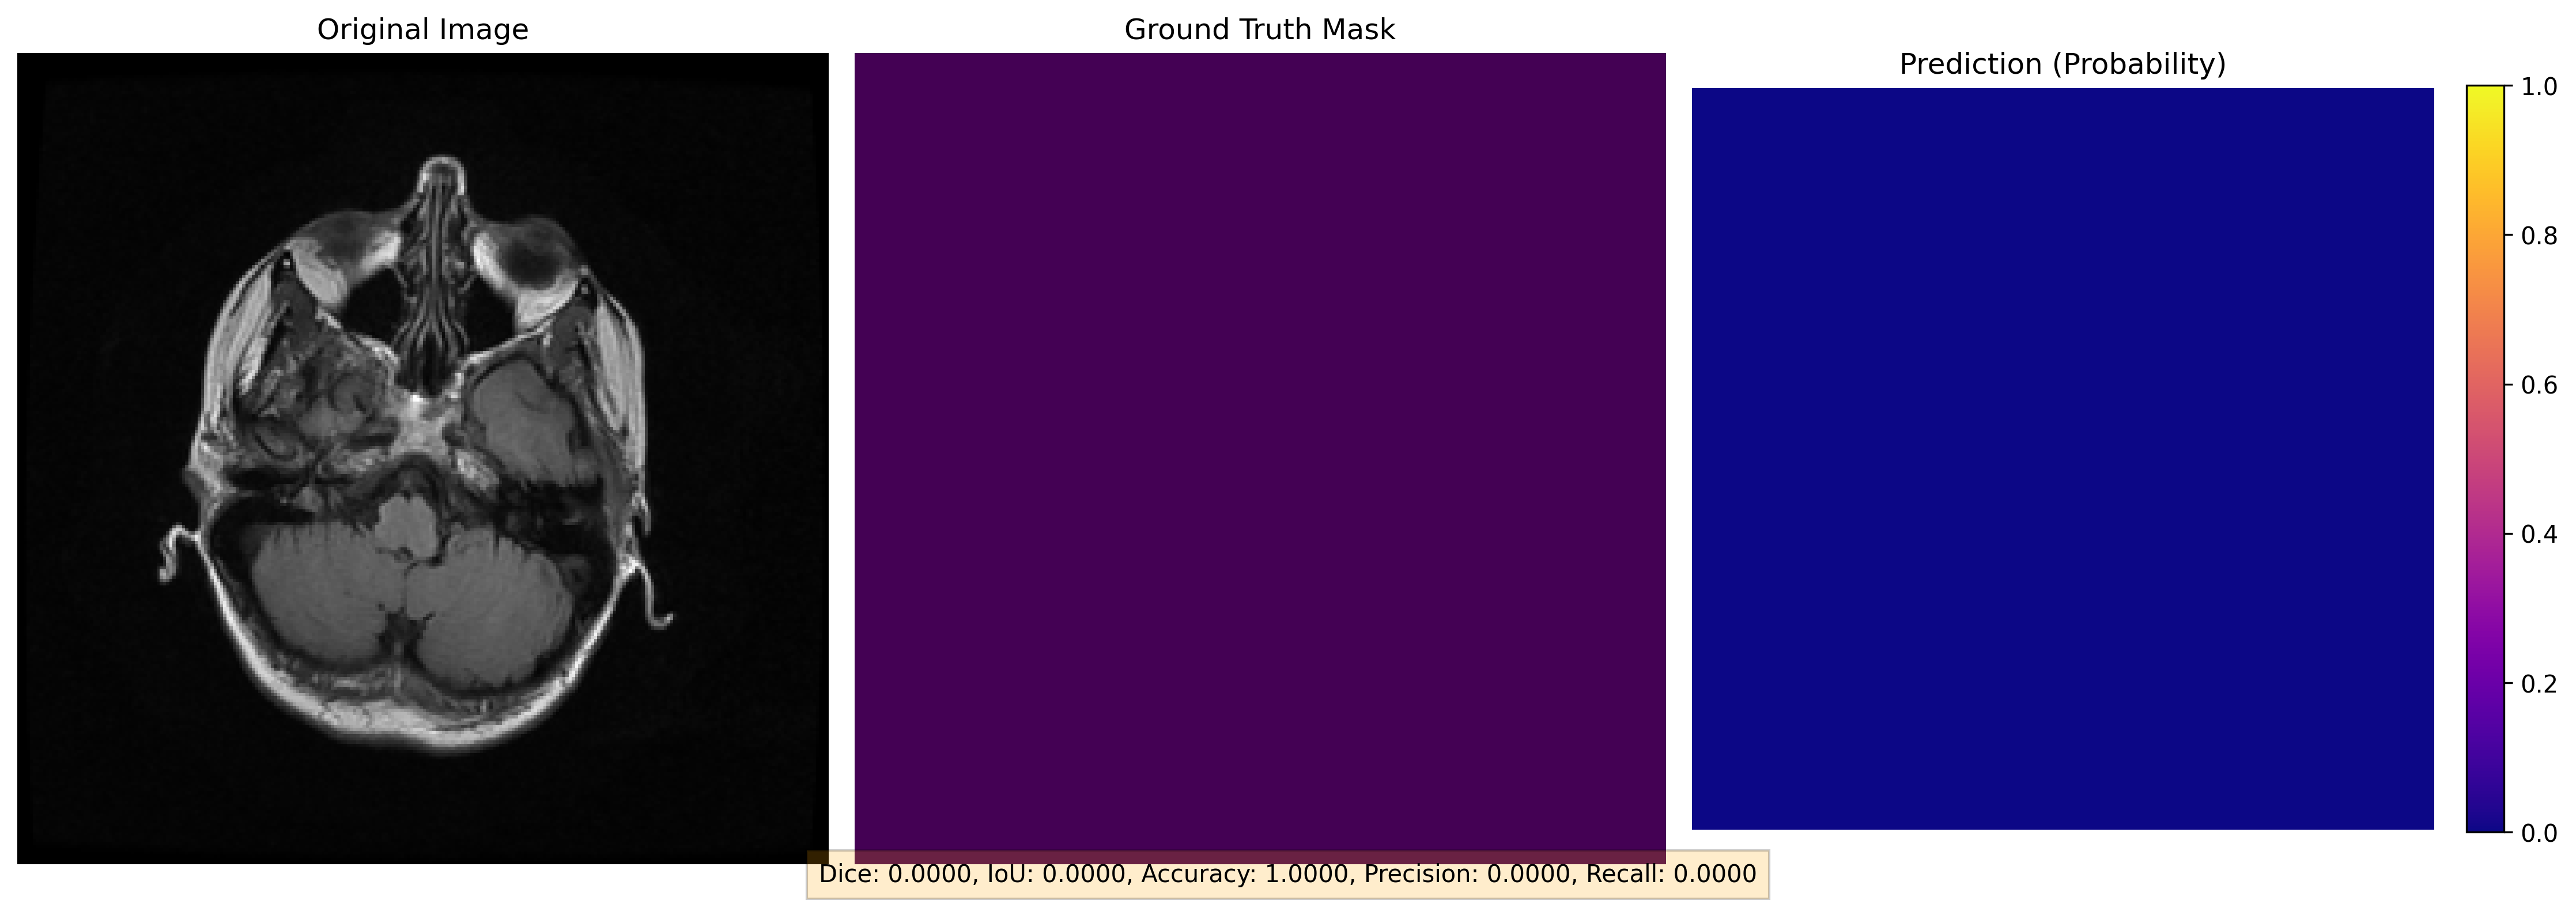 Original Image
Ground Truth Mask
Prediction (Probability)
1.0
0.8
0.6
0.4
0.2
0.0
Dice: 0.0000, IoU: 0.0000, Accuracy: 1.0000, Precision: 0.0000, Recall: 0.0000